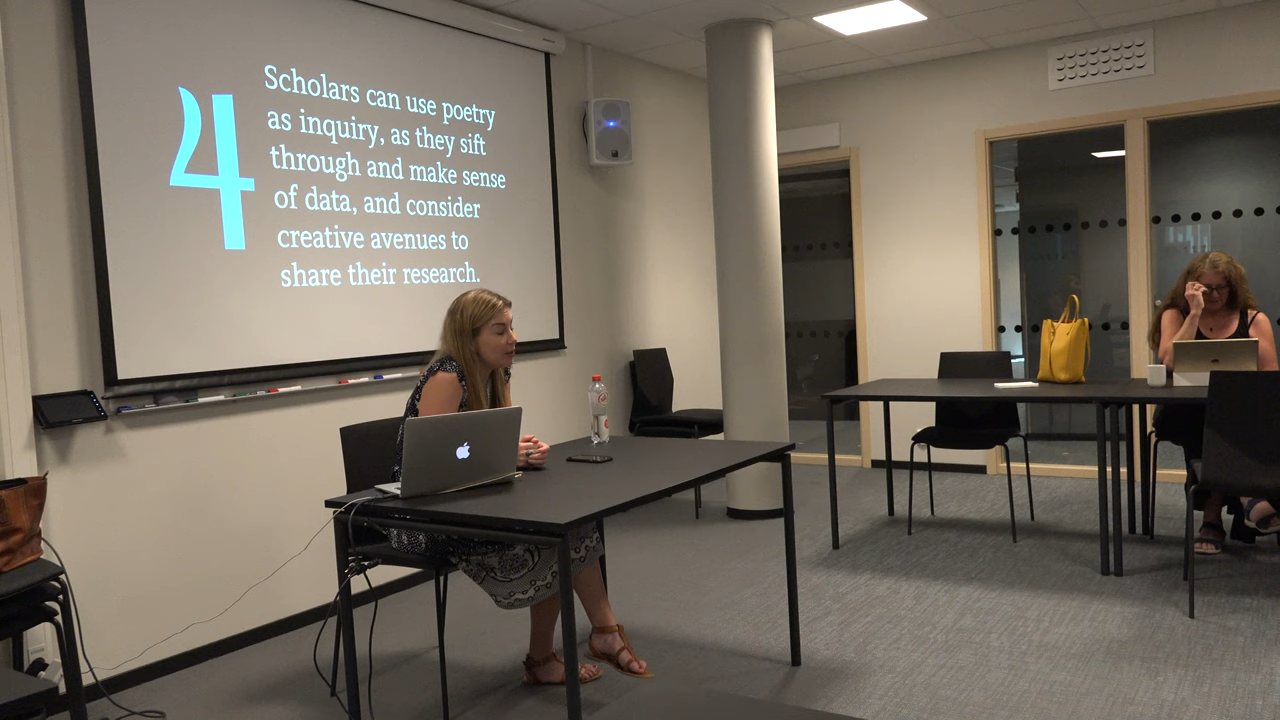 4
Scholars can use poetry
as inquiry, as they sift
through and make sense
of data, and consider
creative avenues to
share their research.